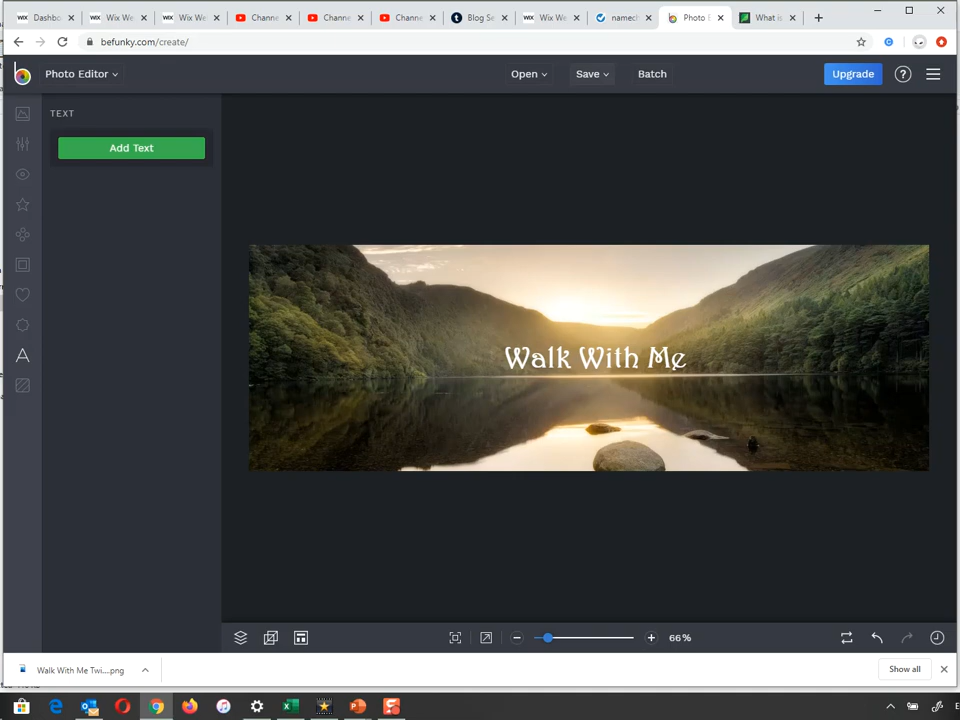 Dashbo
Wix We
Wix We
Channe
Channe
Channe
Blog Se
Wix We
namech
Photo E
What is
befunky.com/create/
Photo Editor
Open
Save
Batch
Upgrade
TEXT
Add Text
Walk With Me
66%
Walk With Me Twi....png
Show all